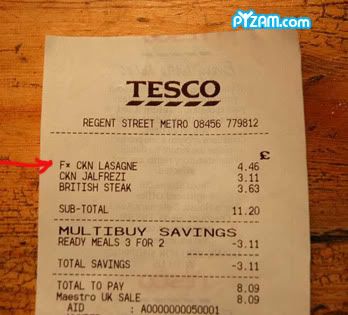 PYZAM.com
TESCO
REGENT STREET METRO 08456 779812
£
F* CKN LASAGNE 4.46
CKN JALFREZI 3.11
BRITISH STEAK 3.63
SUB-TOTAL 11.20
MULTIBUY SAVINGS
READY MEALS 3 FOR 2 -3.11
TOTAL SAVINGS -3.11
TOTAL TO PAY 8.09
Maestro UK SALE 8.09
AID : A0000000050001